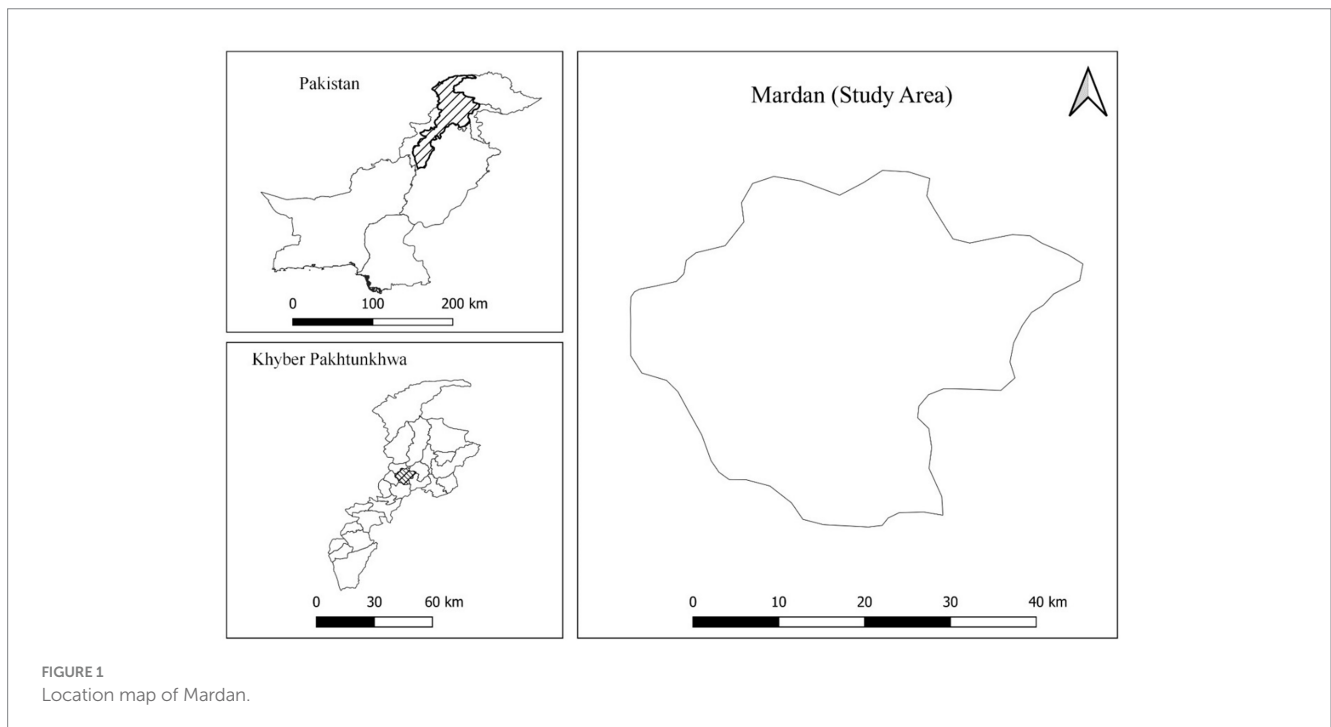 Pakistan
0 100 200 km
Khyber Pakhtunkhwa
0 30 60 km
Mardan (Study Area)
0 10 20 30 40 km
FIGURE 1
Location map of Mardan.